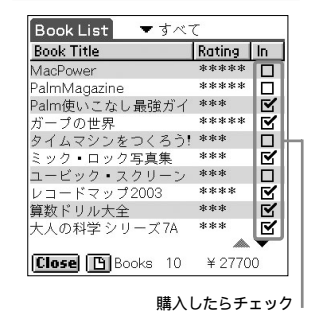 Book List ▼ すべて
Book Title Rating In
MacPower *****
PalmMagazine *****
Palm使いこなし最強ガイ ***
ガープの世界 *****
タイムマシンをつくろう! ***
ミック・ロック写真集 ***
ユービック・スクリーン ***
レコードマップ2003 ****
算数ドリル大全 ***
大人の科学 シリーズ7A ***
Close Books 10 ¥ 27700
購入したらチェック